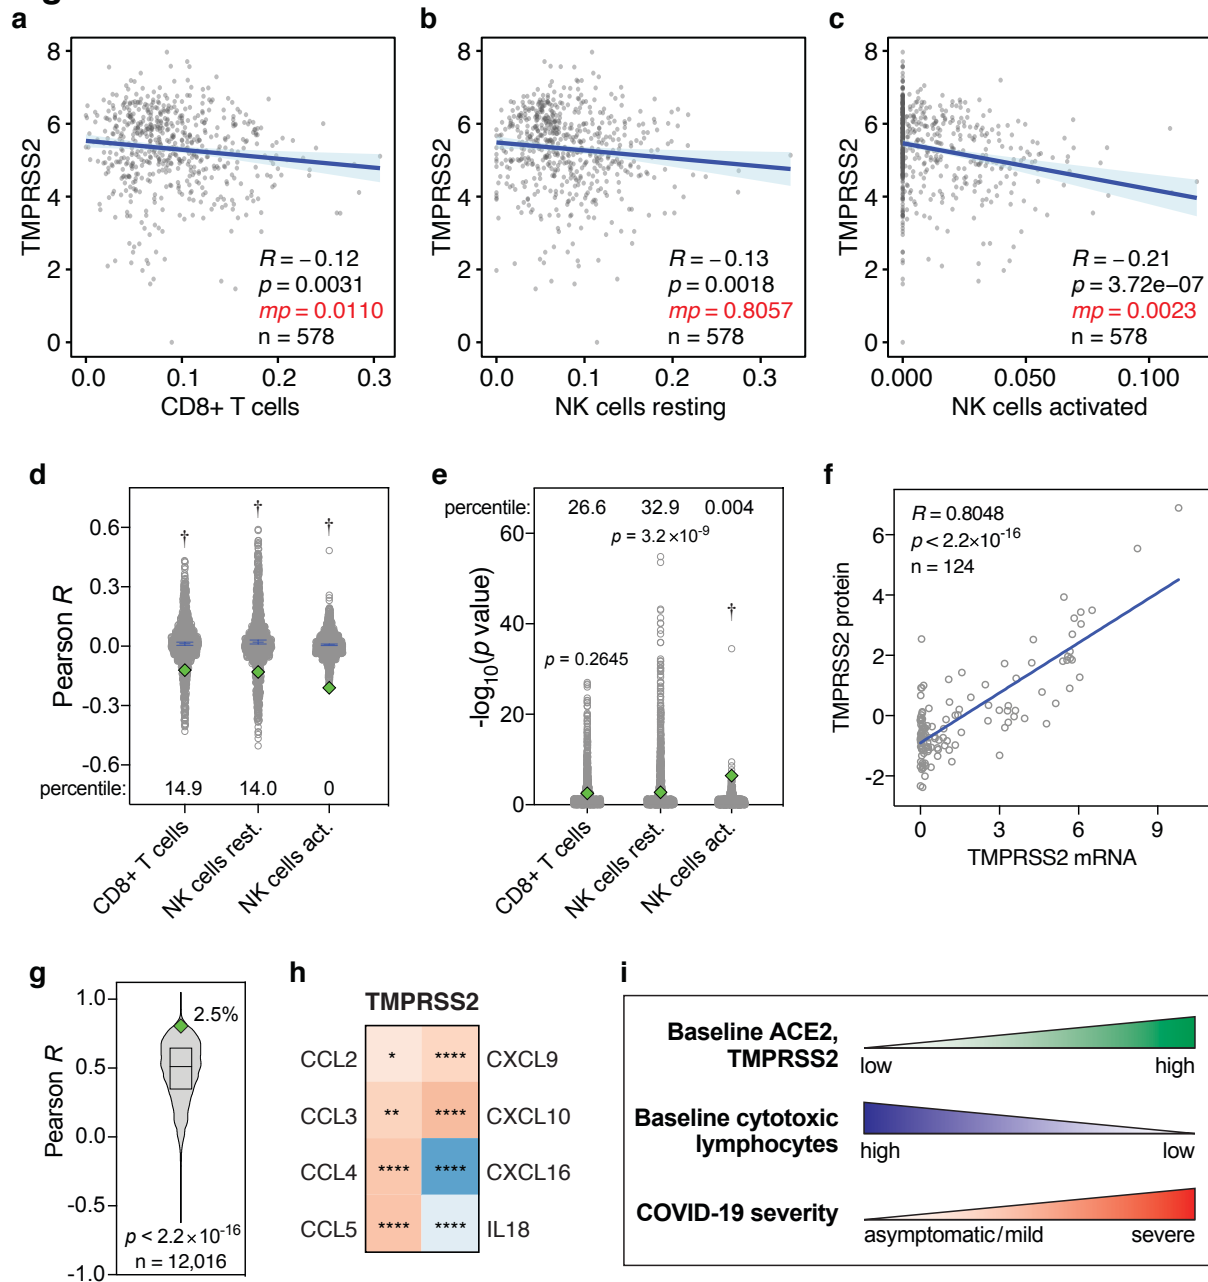 a
8
6
4
2
0
TMPRSS2
R = −0.12
p = 0.0031
mp = 0.0110
n = 578
0.0 0.1 0.2 0.3
CD8+ T cells
b
8
6
4
2
0
TMPRSS2
R = −0.13
p = 0.0018
mp = 0.8057
n = 578
0.0 0.1 0.2 0.3
NK cells resting
c
8
6
4
2
0
TMPRSS2
R = −0.21
p = 3.72e−07
mp = 0.0023
n = 578
0.000 0.050 0.100
NK cells activated
d
0.6
0.3
0.0
-0.3
-0.6
Pearson R
† † †
percentile: 14.9 14.0 0
CD8+ T cells
NK cells rest.
NK cells act.
e
percentile: 26.6 32.9 0.004
60
40
20
0
-log10(p value)
p = 3.2 ×10-9
†
p = 0.2645
CD8+ T cells
NK cells rest.
NK cells act.
f
R = 0.8048
p < 2.2×10-16
n = 124
6
4
2
0
-2
TMPRSS2 protein
0 3 6 9
TMPRSS2 mRNA
g
1.0
0.5
0.0
-0.5
-1.0
Pearson R
2.5%
p < 2.2×10-16
n = 12,016
h
TMPRSS2
CCL2 * **** CXCL9
CCL3 ** **** CXCL10
CCL4 **** **** CXCL16
CCL5 **** **** IL18
i
Baseline ACE2,
TMPRSS2
low high
Baseline cytotoxic
lymphocytes
high low
COVID-19 severity
asymptomatic/mild severe